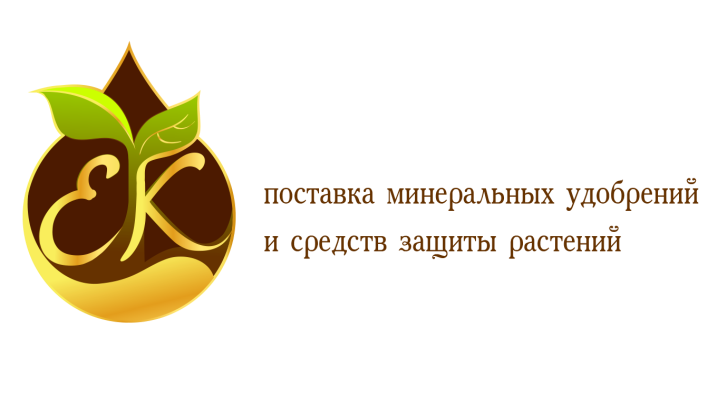 ЕК
поставка минеральных удобрений
и средств защиты растений